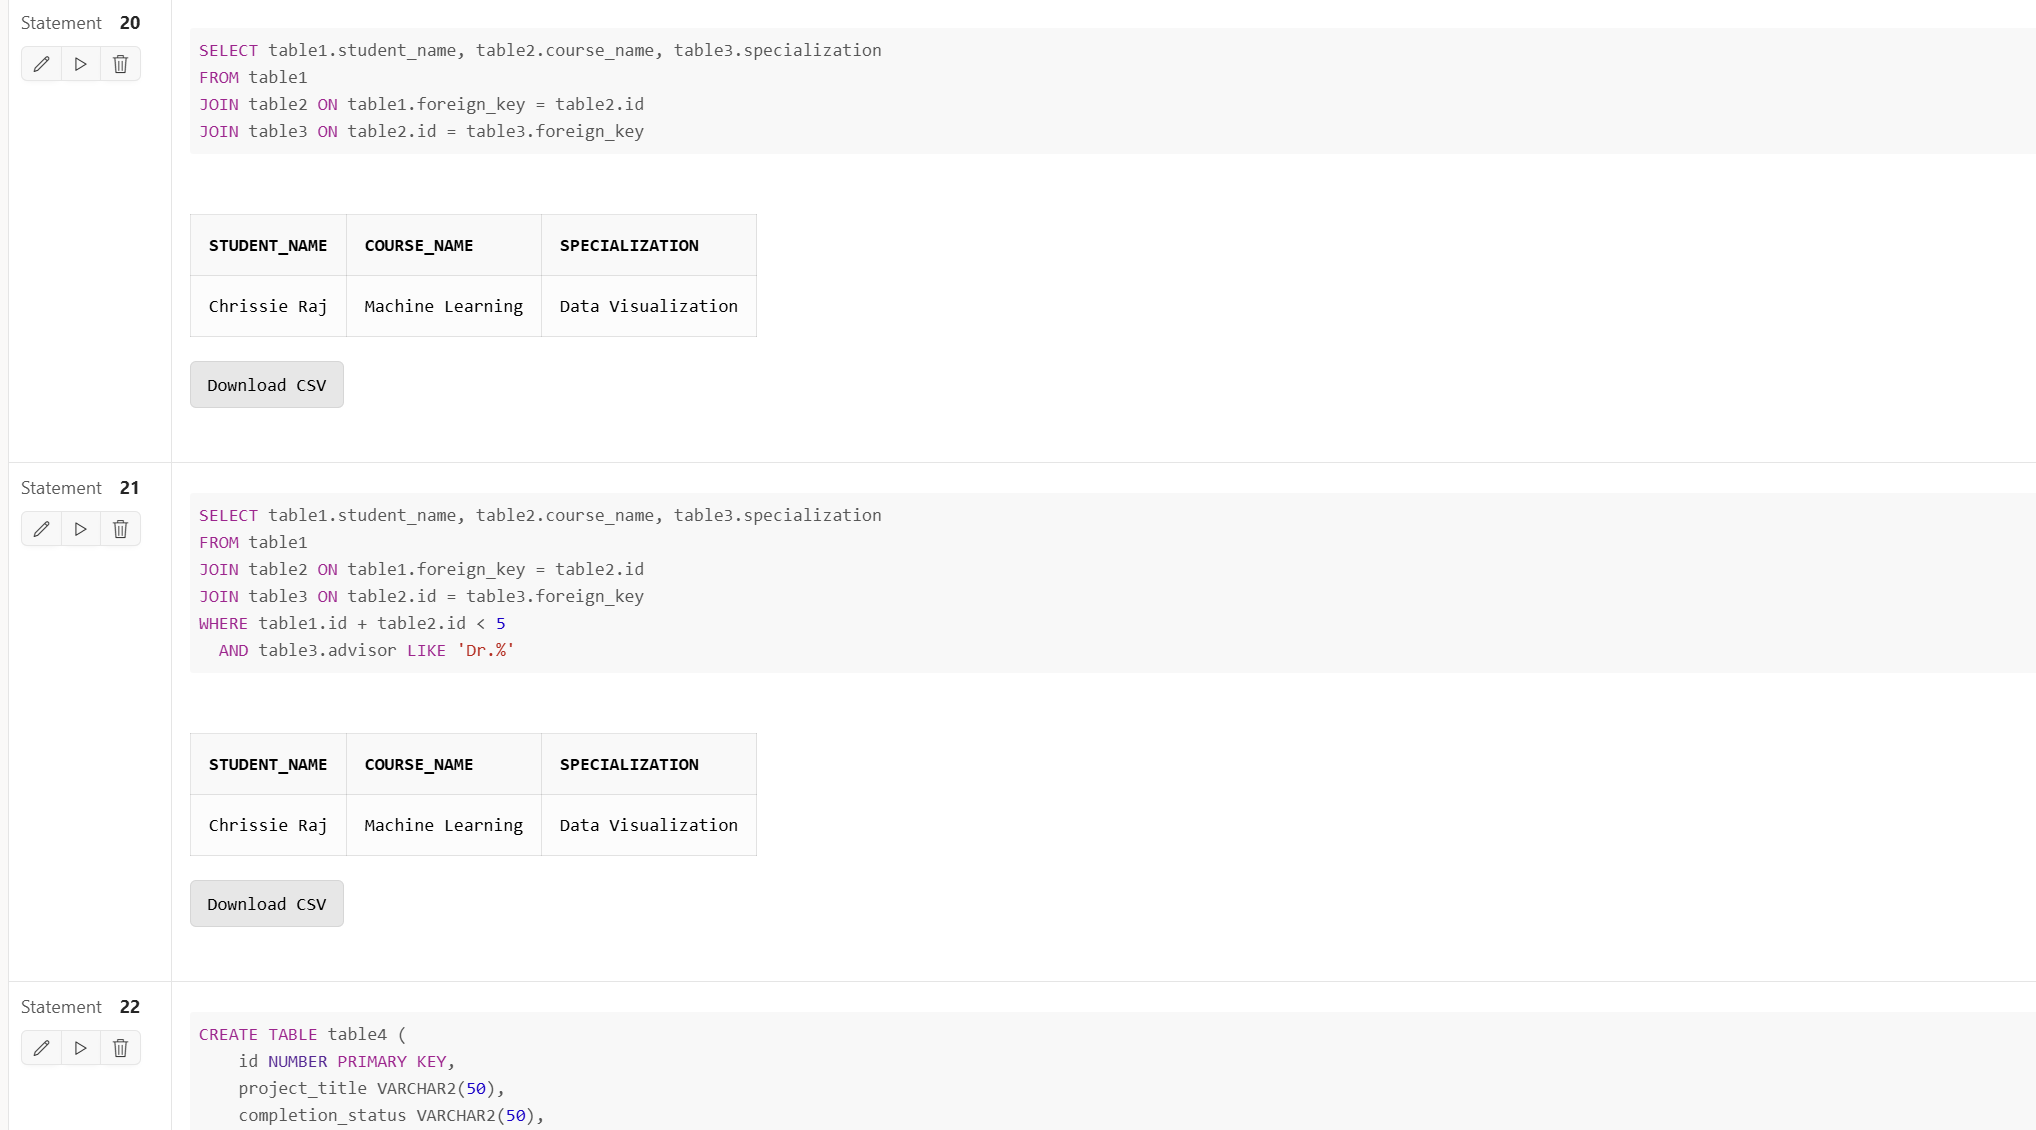 Statement 20
SELECT table1.student_name, table2.course_name, table3.specialization
FROM table1
JOIN table2 ON table1.foreign_key = table2.id
JOIN table3 ON table2.id = table3.foreign_key
STUDENT_NAME COURSE_NAME SPECIALIZATION
Chrissie Raj Machine Learning Data Visualization
Download CSV
Statement 21
SELECT table1.student_name, table2.course_name, table3.specialization
FROM table1
JOIN table2 ON table1.foreign_key = table2.id
JOIN table3 ON table2.id = table3.foreign_key
WHERE table1.id + table2.id < 5
  AND table3.advisor LIKE 'Dr.%'
STUDENT_NAME COURSE_NAME SPECIALIZATION
Chrissie Raj Machine Learning Data Visualization
Download CSV
Statement 22
CREATE TABLE table4 (
    id NUMBER PRIMARY KEY,
    project_title VARCHAR2(50),
    completion_status VARCHAR2(50),